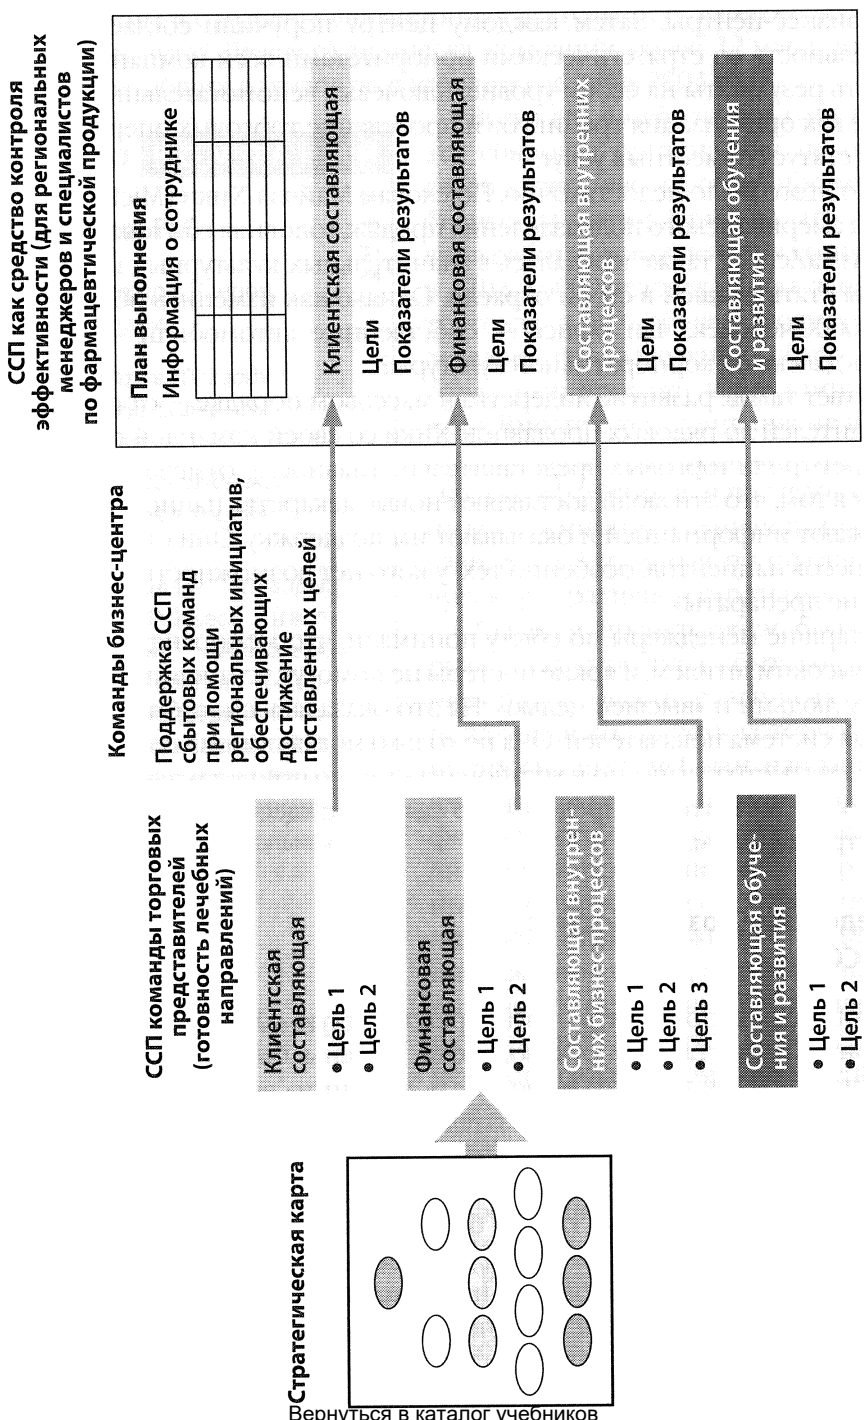 Стратегическая карта
ССП команды торговых
представителей
(готовность лечебных
направлений)
Клиентская
составляющая
• Цель 1
• Цель 2
Финансовая
составляющая
• Цель 1
• Цель 2
Составляющая внутрен-
них бизнес-процессов
• Цель 1
• Цель 2
• Цель 3
Составляющая обуче-
ния и развития
• Цель 1
• Цель 2
Команды бизнес-центра
Поддержка ССП
сбытовых команд
при помощи
региональных инициатив,
обеспечивающих
достижение
поставленных целей
ССП как средство контроля
эффективности (для региональных
менеджеров и специалистов
по фармацевтической продукции)
План выполнения
Информация о сотруднике
Клиентская составляющая
Цели
Показатели результатов
Финансовая составляющая
Цели
Показатели результатов
Составляющая внутренних
процессов
Цели
Показатели результатов
Составляющая обучения
и развития
Цели
Показатели результатов
Вернуться в каталог учебников